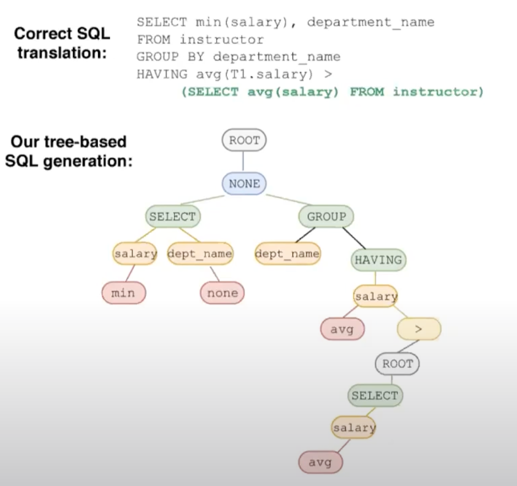 Correct SQL
translation:
SELECT min(salary), department_name
FROM instructor
GROUP BY department_name
HAVING avg(T1.salary) >
(SELECT avg(salary) FROM instructor)
Our tree-based
SQL generation:
ROOT
NONE
SELECT
GROUP
salary
dept_name
dept_name
HAVING
min
none
salary
avg
>
ROOT
SELECT
salary
avg